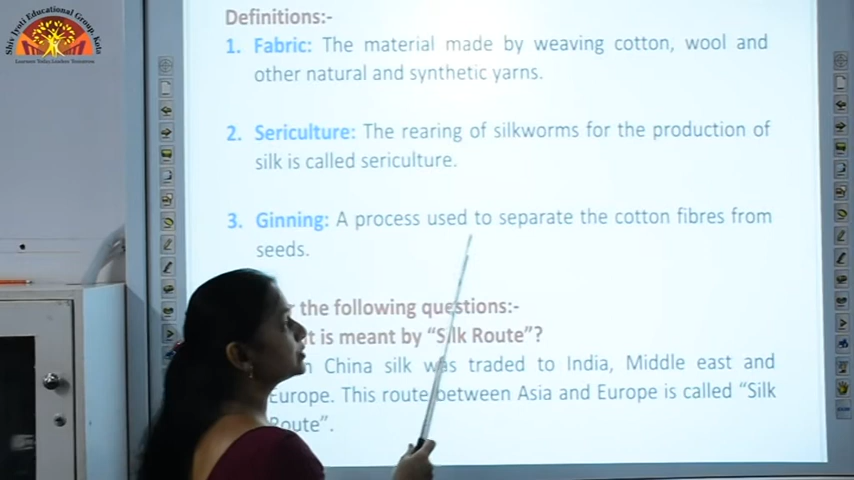 Shiv Jyoti Educational Group, Kota
Definitions:-
1. Fabric: The material made by weaving cotton, wool and
other natural and synthetic yarns.
2. Sericulture: The rearing of silkworms for the production of
silk is called sericulture.
3. Ginning: A process used to separate the cotton fibres from
seeds.
the following questions:-
is meant by "Silk Route"?
China silk was traded to India, Middle east and
Europe. This route between Asia and Europe is called "Silk
Route".